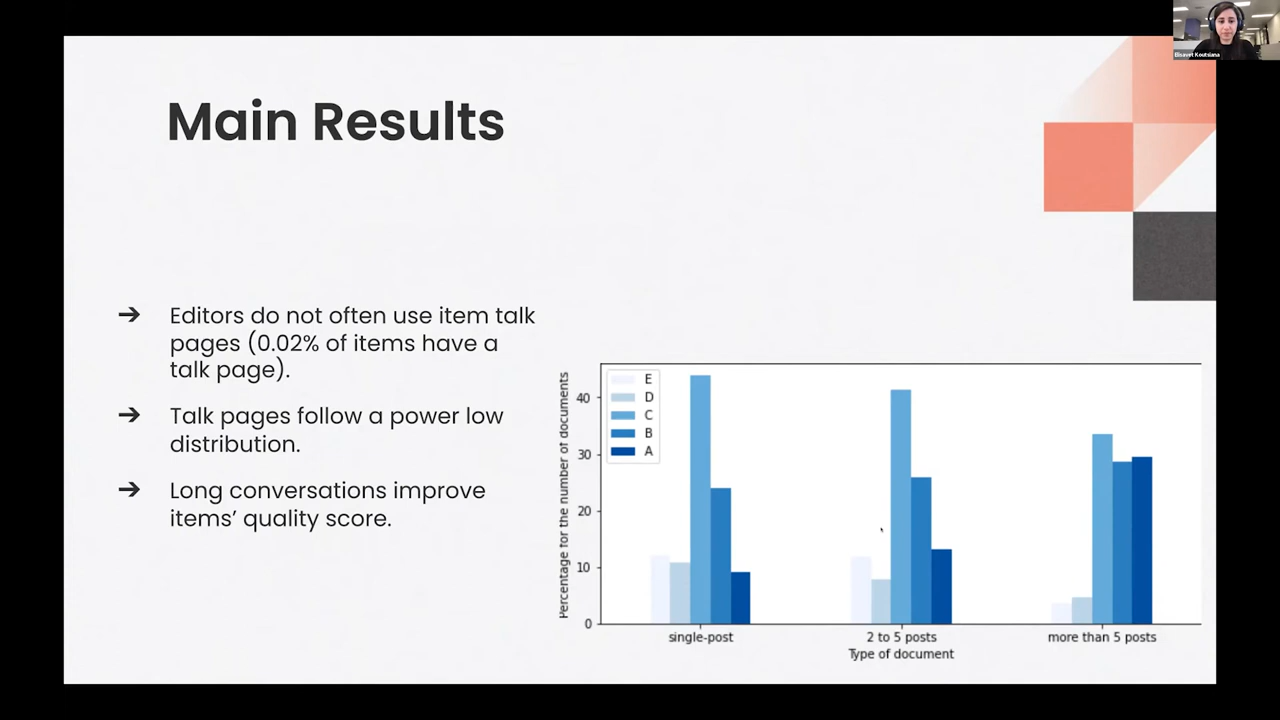 Elisavet Koutsiana
Main Results
➔ Editors do not often use item talk
pages (0.02% of items have a
talk page).
➔ Talk pages follow a power low
distribution.
➔ Long conversations improve
items’ quality score.
Percentage for the number of documents
40
30
20
10
0
E
D
C
B
A
single-post
2 to 5 posts
more than 5 posts
Type of document